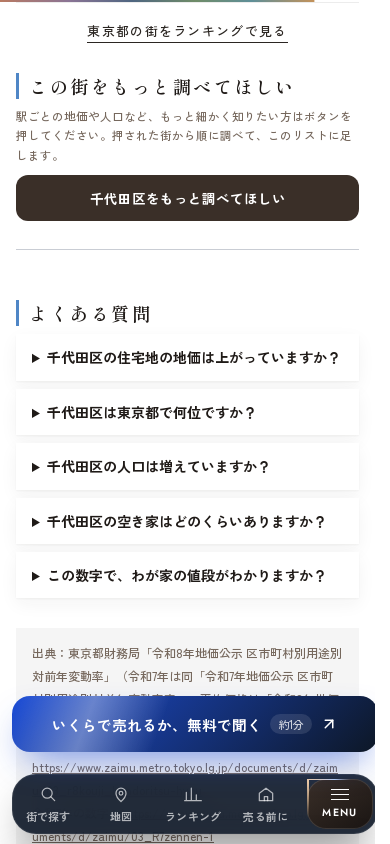 東京都の街をランキングで見る
この街をもっと調べてほしい
駅ごとの地価や人口など、もっと細かく知りたい方はボタンを
押してください。押された街から順に調べて、このリストに足
します。
千代田区をもっと調べてほしい
よくある質問
▶ 千代田区の住宅地の地価は上がっていますか？
▶ 千代田区は東京都で何位ですか？
▶ 千代田区の人口は増えていますか？
▶ 千代田区の空き家はどのくらいありますか？
▶ この数字で、わが家の値段がわかりますか？
出典：東京都財務局「令和8年地価公示 区市町村別用途別
対前年変動率」（令和7年は同「令和7年地価公示 区市町
いくらで売れるか、無料で聞く 約1分
https://www.zaimu.metro.tokyo.lg.jp/documents/d/zaim
街で探す 地図 ランキング 売る前に MENU
uments/d/zaimu/03_R7zennen-1